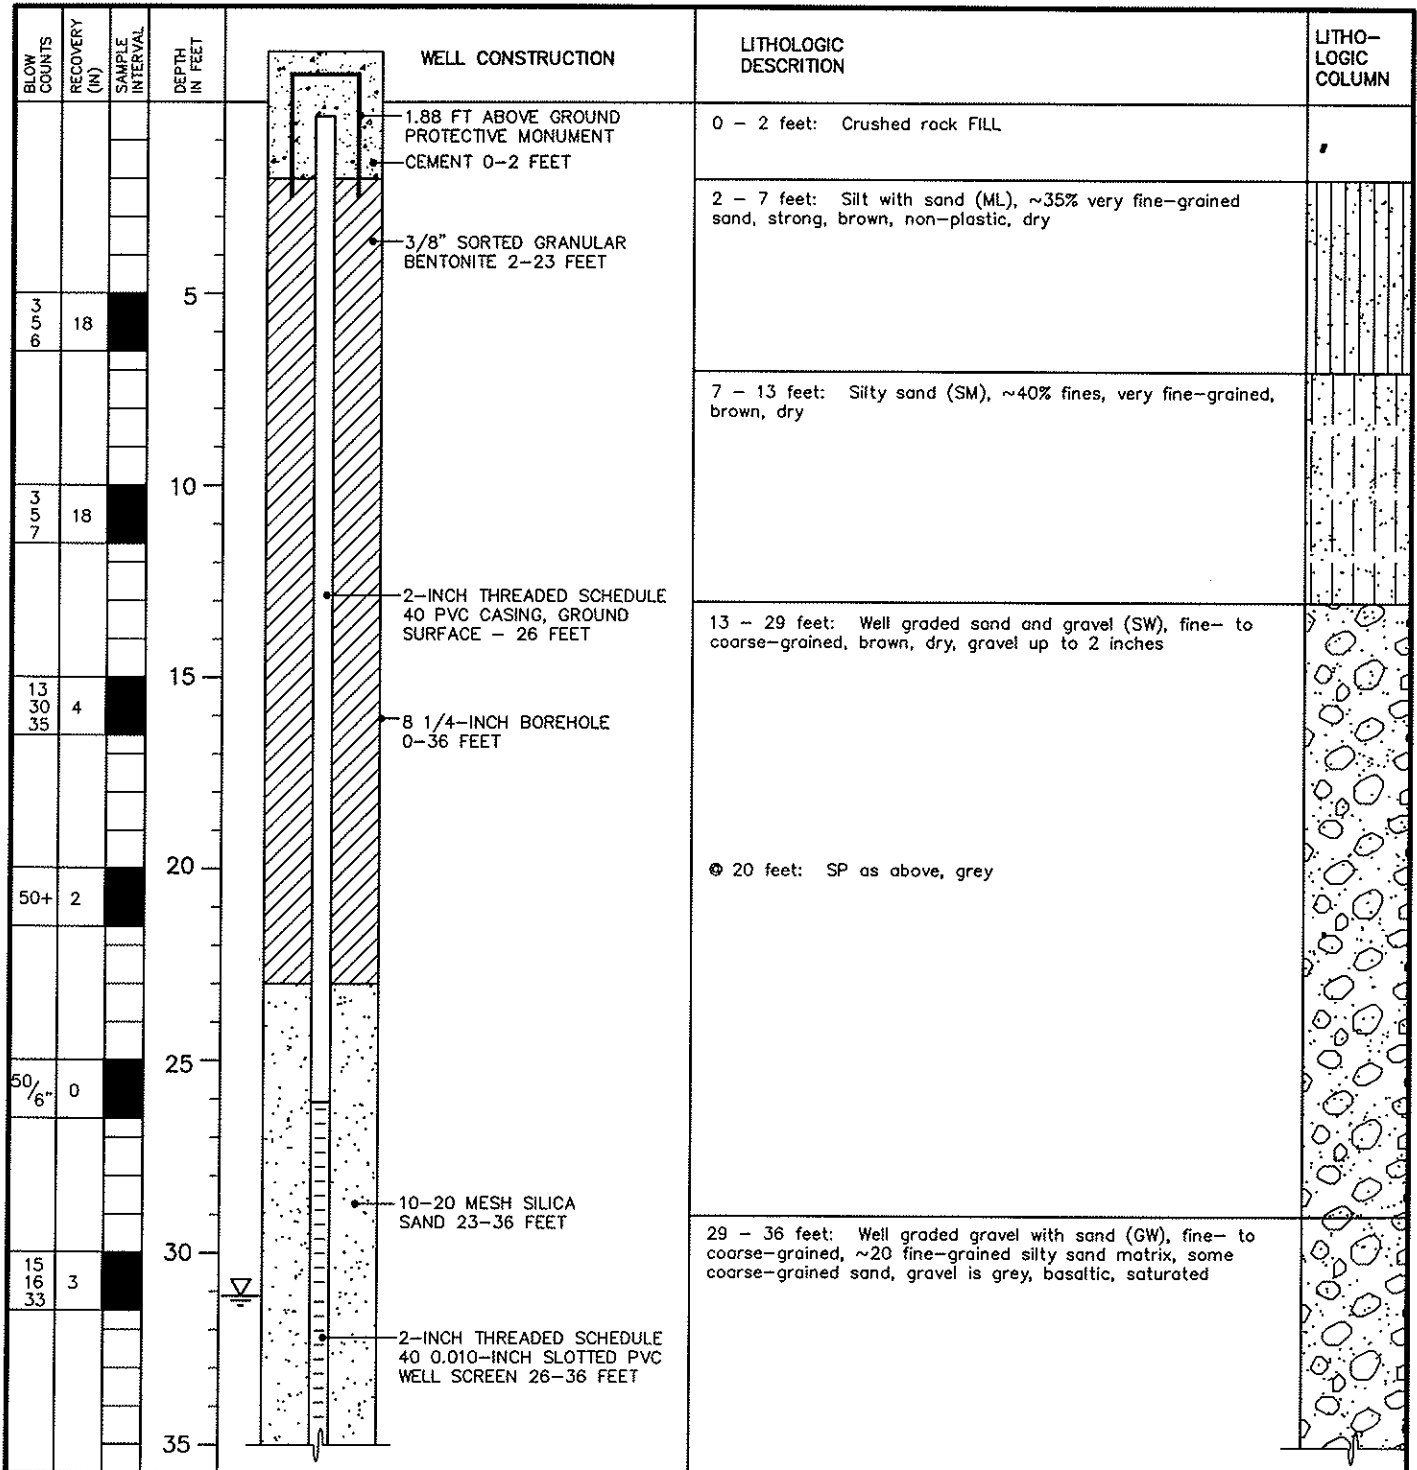 BLOW COUNTS
RECOVERY (IN)
SAMPLE INTERVAL
DEPTH IN FEET
WELL CONSTRUCTION
LITHOLOGIC
DESCRITION
LITHO-
LOGIC
COLUMN
1.88 FT ABOVE GROUND
PROTECTIVE MONUMENT
CEMENT 0-2 FEET
0 - 2 feet: Crushed rock FILL
2 - 7 feet: Silt with sand (ML), ~35% very fine-grained
sand, strong, brown, non-plastic, dry
3/8" SORTED GRANULAR
BENTONITE 2-23 FEET
5
3
5
6
18
7 - 13 feet: Silty sand (SM), ~40% fines, very fine-grained,
brown, dry
10
3
5
7
18
2-INCH THREADED SCHEDULE
40 PVC CASING, GROUND
SURFACE - 26 FEET
13 - 29 feet: Well graded sand and gravel (SW), fine- to
coarse-grained, brown, dry, gravel up to 2 inches
15
13
30
35
4
8 1/4-INCH BOREHOLE
0-36 FEET
20
@ 20 feet: SP as above, grey
50+
2
25
50/6"
0
10-20 MESH SILICA
SAND 23-36 FEET
29 - 36 feet: Well graded gravel with sand (GW), fine- to
coarse-grained, ~20 fine-grained silty sand matrix, some
coarse-grained sand, gravel is grey, basaltic, saturated
30
15
16
33
3
2-INCH THREADED SCHEDULE
40 0.010-INCH SLOTTED PVC
WELL SCREEN 26-36 FEET
35